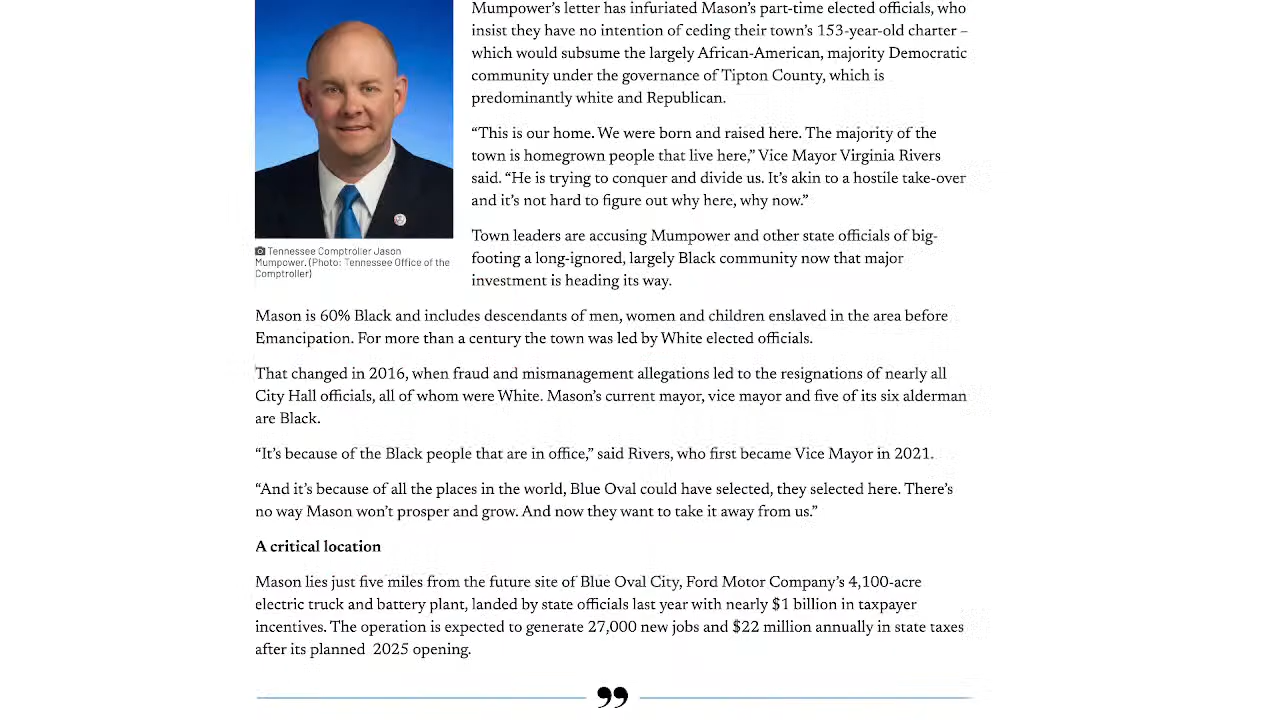 Mumpower’s letter has infuriated Mason’s part-time elected officials, who
insist they have no intention of ceding their town’s 153-year-old charter –
which would subsume the largely African-American, majority Democratic
community under the governance of Tipton County, which is
predominantly white and Republican.
“This is our home. We were born and raised here. The majority of the
town is homegrown people that live here,” Vice Mayor Virginia Rivers
said. “He is trying to conquer and divide us. It’s akin to a hostile take-over
and it’s not hard to figure out why here, why now.”
Tennessee Comptroller Jason
Mumpower. (Photo: Tennessee Office of the
Comptroller)
Town leaders are accusing Mumpower and other state officials of big-
footing a long-ignored, largely Black community now that major
investment is heading its way.
Mason is 60% Black and includes descendants of men, women and children enslaved in the area before
Emancipation. For more than a century the town was led by White elected officials.
That changed in 2016, when fraud and mismanagement allegations led to the resignations of nearly all
City Hall officials, all of whom were White. Mason’s current mayor, vice mayor and five of its six alderman
are Black.
“It’s because of the Black people that are in office,” said Rivers, who first became Vice Mayor in 2021.
“And it’s because of all the places in the world, Blue Oval could have selected, they selected here. There’s
no way Mason won’t prosper and grow. And now they want to take it away from us.”
A critical location
Mason lies just five miles from the future site of Blue Oval City, Ford Motor Company’s 4,100-acre
electric truck and battery plant, landed by state officials last year with nearly $1 billion in taxpayer
incentives. The operation is expected to generate 27,000 new jobs and $22 million annually in state taxes
after its planned 2025 opening.
”